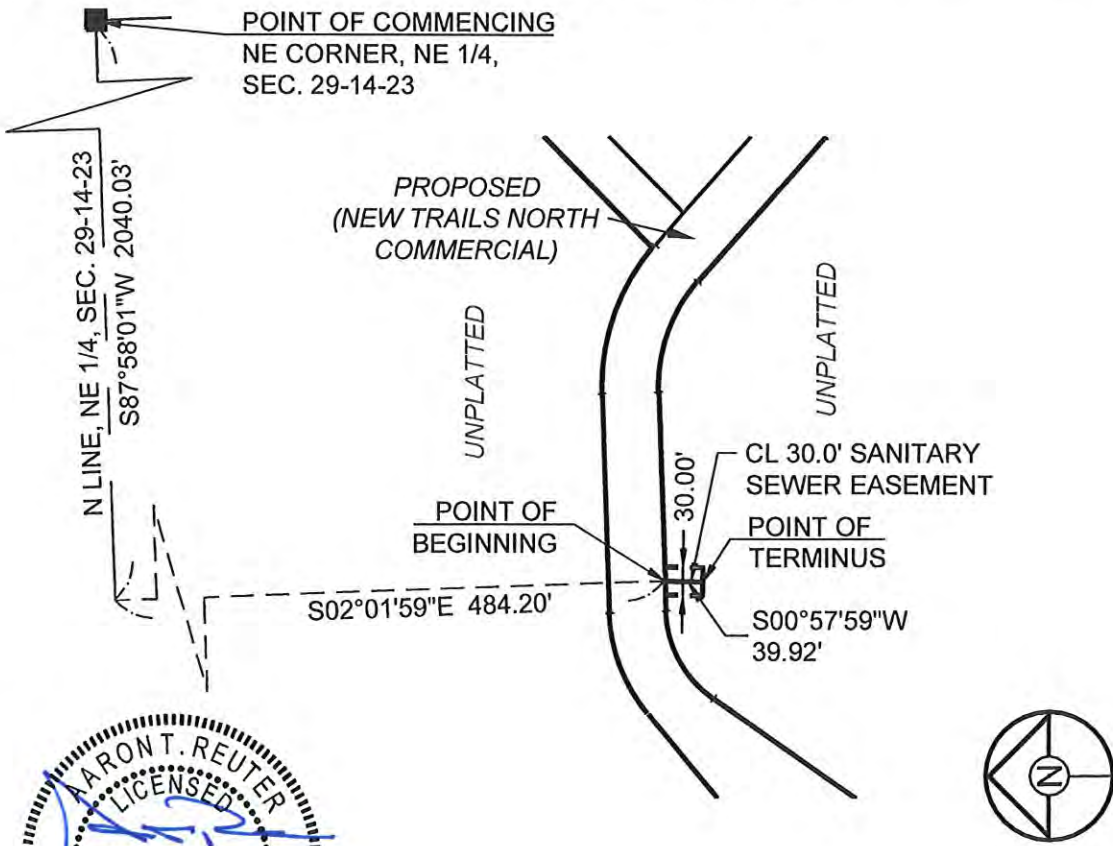 POINT OF COMMENCING
NE CORNER, NE 1/4,
SEC. 29-14-23
N LINE, NE 1/4, SEC. 29-14-23
S87°58'01"W 2040.03'
PROPOSED
(NEW TRAILS NORTH
COMMERCIAL)
UNPLATTED
UNPLATTED
30.00'
CL 30.0' SANITARY
SEWER EASEMENT
POINT OF
BEGINNING
POINT OF
TERMINUS
S02°01'59"E 484.20'
S00°57'59"W
39.92'
AARON T. REUTER
LICENSED
N